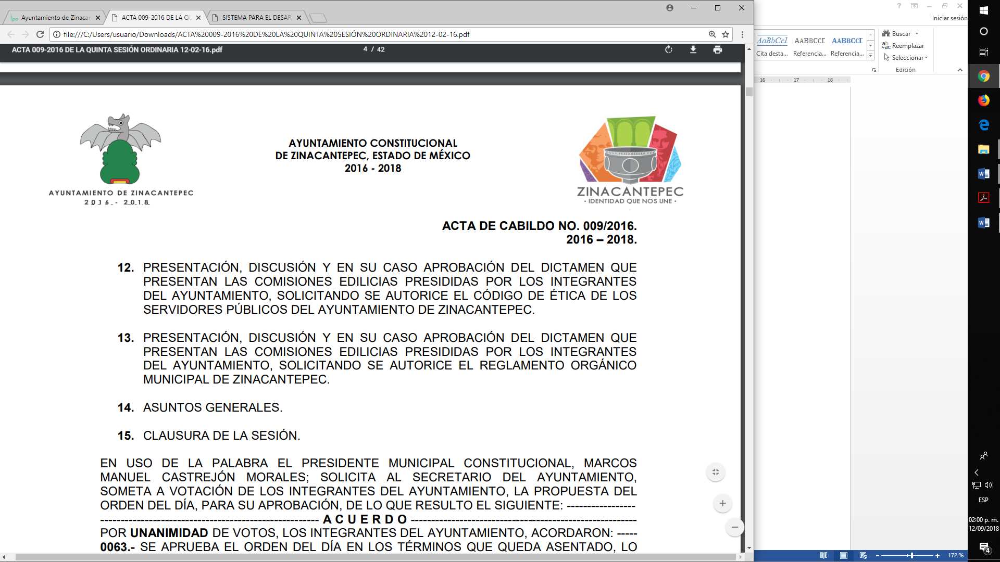 Ayuntamiento de Zinacan
ACTA 009-2016 DE LA QU
SISTEMA PARA EL DESAR
file:///C:/Users/usuario/Downloads/ACTA%20009-2016%20DE%20LA%20QUINTA%20SESIÓN%20ORDINARIA%2012-02-16.pdf
ACTA 009-2016 DE LA QUINTA SESIÓN ORDINARIA 12-02-16.pdf
4 / 42
AYUNTAMIENTO DE ZINACANTEPEC
2016 - 2018
AYUNTAMIENTO CONSTITUCIONAL
DE ZINACANTEPEC, ESTADO DE MÉXICO
2016 - 2018
ZINACANTEPEC
• IDENTIDAD QUE NOS UNE •
ACTA DE CABILDO NO. 009/2016.
2016 – 2018.
12. PRESENTACIÓN, DISCUSIÓN Y EN SU CASO APROBACIÓN DEL DICTAMEN QUE
PRESENTAN LAS COMISIONES EDILICIAS PRESIDIDAS POR LOS INTEGRANTES
DEL AYUNTAMIENTO, SOLICITANDO SE AUTORICE EL CÓDIGO DE ÉTICA DE LOS
SERVIDORES PÚBLICOS DEL AYUNTAMIENTO DE ZINACANTEPEC.
13. PRESENTACIÓN, DISCUSIÓN Y EN SU CASO APROBACIÓN DEL DICTAMEN QUE
PRESENTAN LAS COMISIONES EDILICIAS PRESIDIDAS POR LOS INTEGRANTES
DEL AYUNTAMIENTO, SOLICITANDO SE AUTORICE EL REGLAMENTO ORGÁNICO
MUNICIPAL DE ZINACANTEPEC.
14. ASUNTOS GENERALES.
15. CLAUSURA DE LA SESIÓN.
EN USO DE LA PALABRA EL PRESIDENTE MUNICIPAL CONSTITUCIONAL, MARCOS
MANUEL CASTREJÓN MORALES; SOLICITA AL SECRETARIO DEL AYUNTAMIENTO,
SOMETA A VOTACIÓN DE LOS INTEGRANTES DEL AYUNTAMIENTO, LA PROPUESTA DEL
ORDEN DEL DÍA, PARA SU APROBACIÓN, DE LO QUE RESULTO EL SIGUIENTE: -----------------
------------------------------------------------------ A C U E R D O --------------------------------------------------------
POR UNANIMIDAD DE VOTOS, LOS INTEGRANTES DEL AYUNTAMIENTO, ACORDARON: -----
0063.- SE APRUEBA EL ORDEN DEL DÍA EN LOS TÉRMINOS QUE QUEDA ASENTADO, LO
Iniciar sesión
AaBbCcL AABBCCD AABBCCD
Cita desta... Referencia... Referencia...
Buscar
Reemplazar
Seleccionar
Edición
16 17 18
172 %
ESP
02:00 p. m.
12/09/2018
4